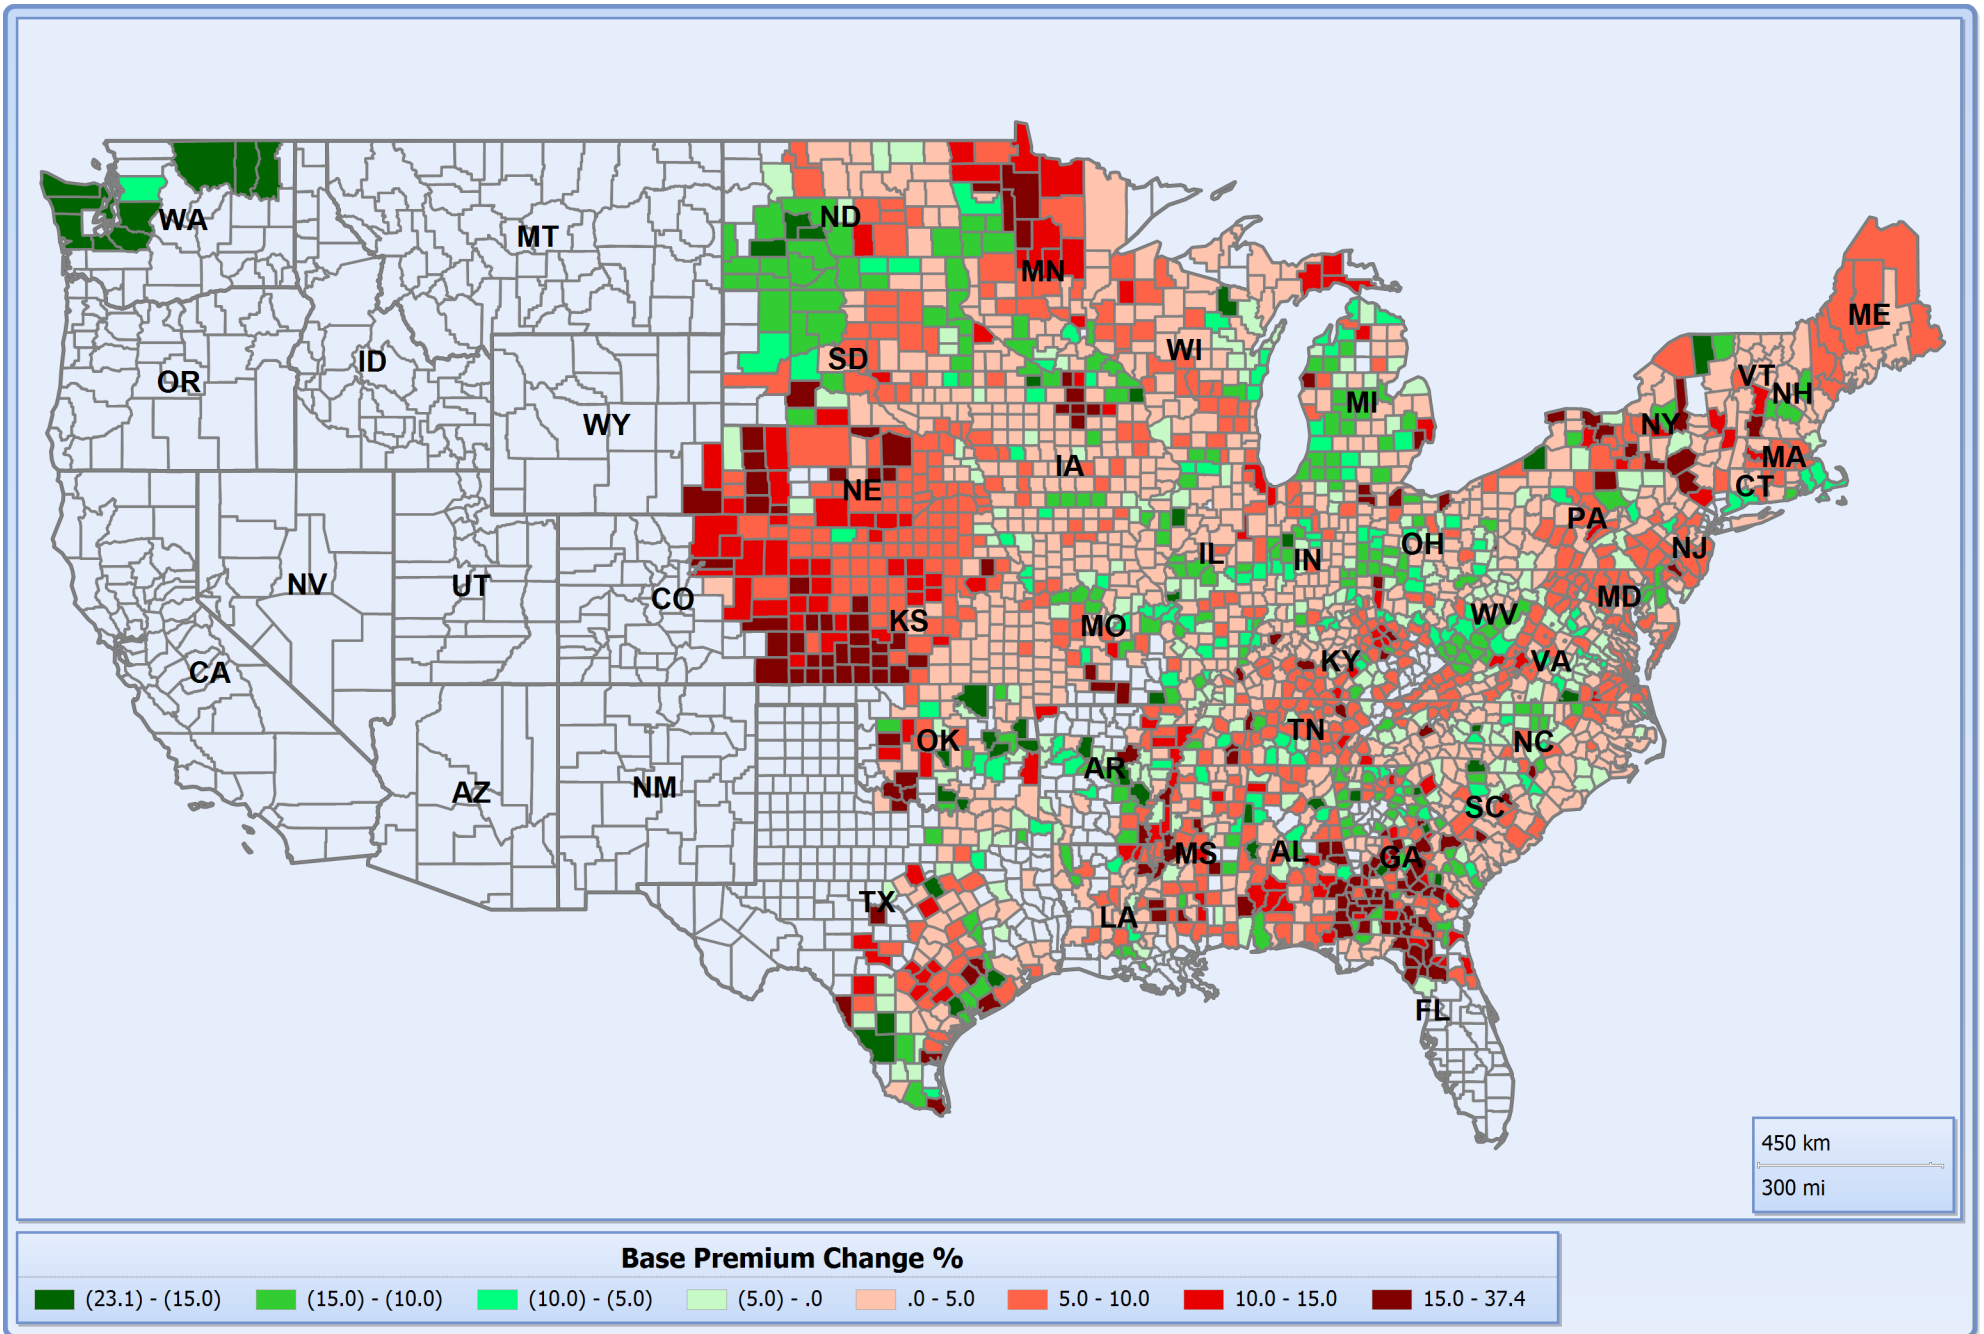 WA
MT
ND
MN
ME
OR
ID
SD
WI
VT
NH
WY
MI
NY
IA
MA
NE
CT
PA
NV
UT
CO
IL
IN
OH
NJ
KS
MO
WV
MD
CA
KY
VA
AZ
NM
OK
AR
TN
NC
SC
MS
AL
GA
TX
LA
FL
450 km
300 mi
Base Premium Change %
(23.1) - (15.0) (15.0) - (10.0) (10.0) - (5.0) (5.0) - .0 .0 - 5.0 5.0 - 10.0 10.0 - 15.0 15.0 - 37.4